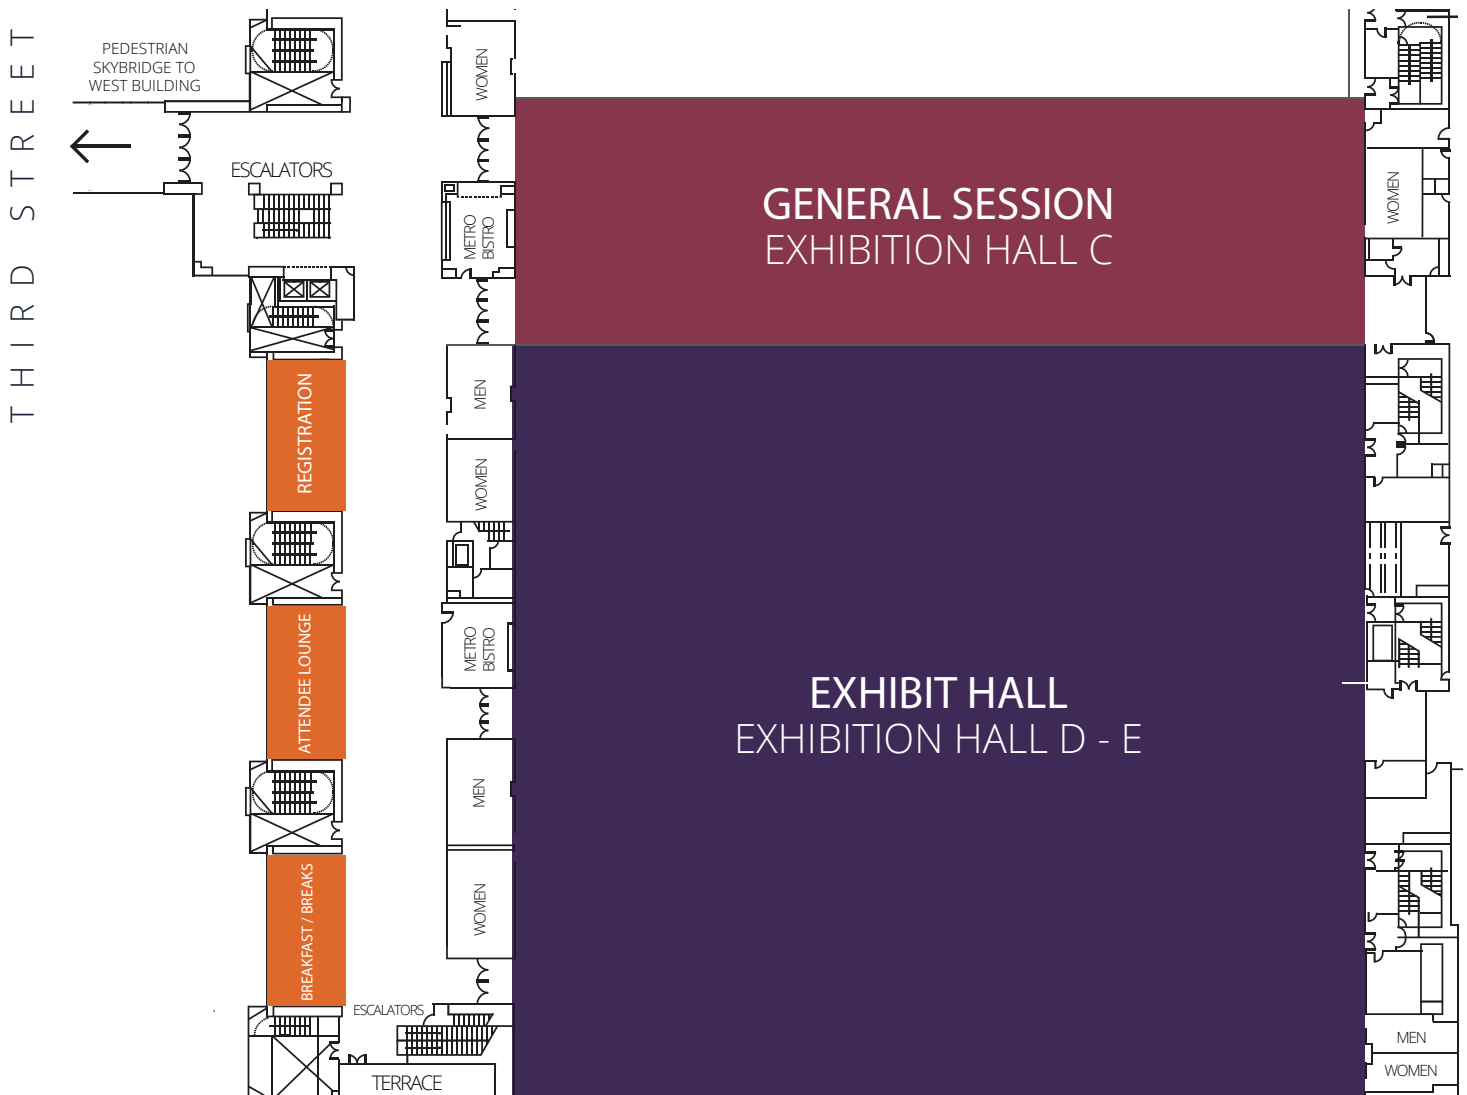 THIRD STREET
PEDESTRIAN
SKYBRIDGE TO
WEST BUILDING
ESCALATORS
WOMEN
METRO
BISTRO
GENERAL SESSION
EXHIBITION HALL C
WOMEN
REGISTRATION
MEN
WOMEN
ATTENDEE LOUNGE
METRO
BISTRO
EXHIBIT HALL
EXHIBITION HALL D - E
MEN
BREAKFAST / BREAKS
WOMEN
ESCALATORS
TERRACE
MEN
WOMEN